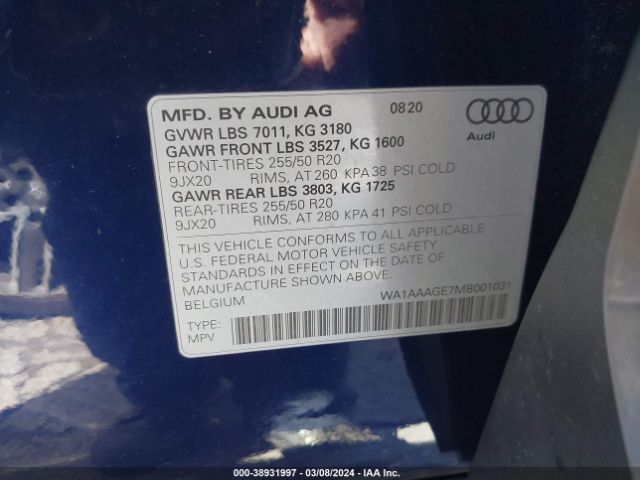 MFD. BY AUDI AG 0820
GVWR LBS 7011, KG 3180
GAWR FRONT LBS 3527, KG 1600
FRONT-TIRES 255/50 R20
9JX20 RIMS, AT 260 KPA 38 PSI COLD
GAWR REAR LBS 3803, KG 1725
REAR-TIRES 255/50 R20
9JX20 RIMS, AT 280 KPA 41 PSI COLD
Audi
THIS VEHICLE CONFORMS TO ALL APPLICABLE
U.S. FEDERAL MOTOR VEHICLE SAFETY
STANDARDS IN EFFECT ON THE DATE OF
MANUFACTURE SHOWN ABOVE.
BELGIUM WA1AAAGE7MB001031
TYPE:
MPV
000-38931997 - 03/08/2024 - IAA Inc.